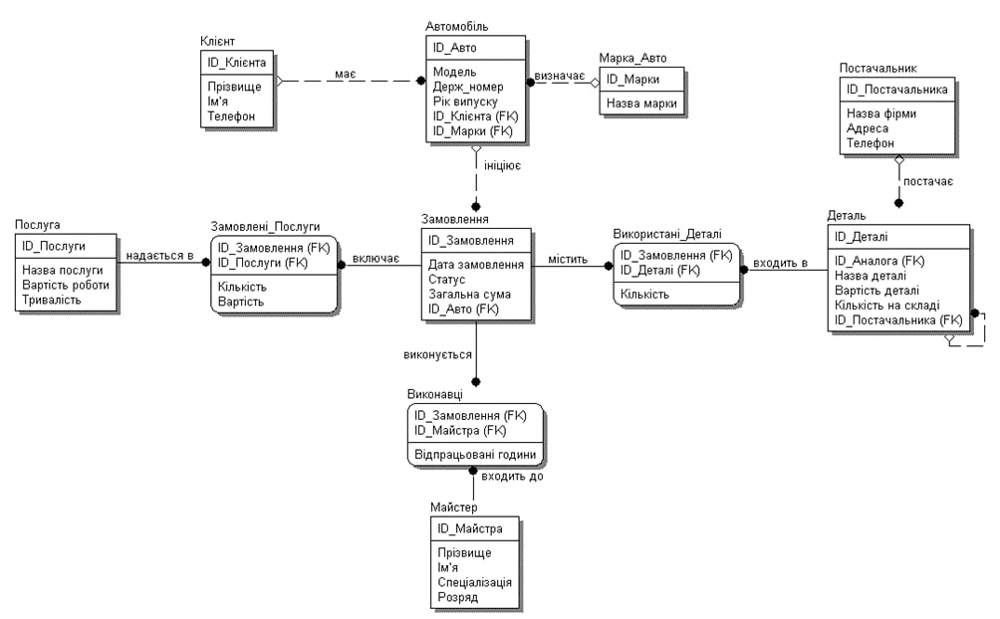 Клієнт
ID_Клієнта
Прізвище
Ім'я
Телефон
має
Автомобіль
ID_Авто
Модель
Держ_номер
Рік випуску
ID_Клієнта (FK)
ID_Марки (FK)
визначає
Марка_Авто
ID_Марки
Назва марки
Постачальник
ID_Постачальника
Назва фірми
Адреса
Телефон
ініціює
постачає
Послуга
ID_Послуги
Назва послуги
Вартість роботи
Тривалість
надається в
Замовлені_Послуги
ID_Замовлення (FK)
ID_Послуги (FK)
Кількість
Вартість
включає
Замовлення
ID_Замовлення
Дата замовлення
Статус
Загальна сума
ID_Авто (FK)
містить
Використані_Деталі
ID_Замовлення (FK)
ID_Деталі (FK)
Кількість
входить в
Деталь
ID_Деталі
ID_Аналога (FK)
Назва деталі
Вартість деталі
Кількість на складі
ID_Постачальника (FK)
виконується
Виконавці
ID_Замовлення (FK)
ID_Майстра (FK)
Відпрацьовані години
входить до
Майстер
ID_Майстра
Прізвище
Ім'я
Спеціалізація
Розряд